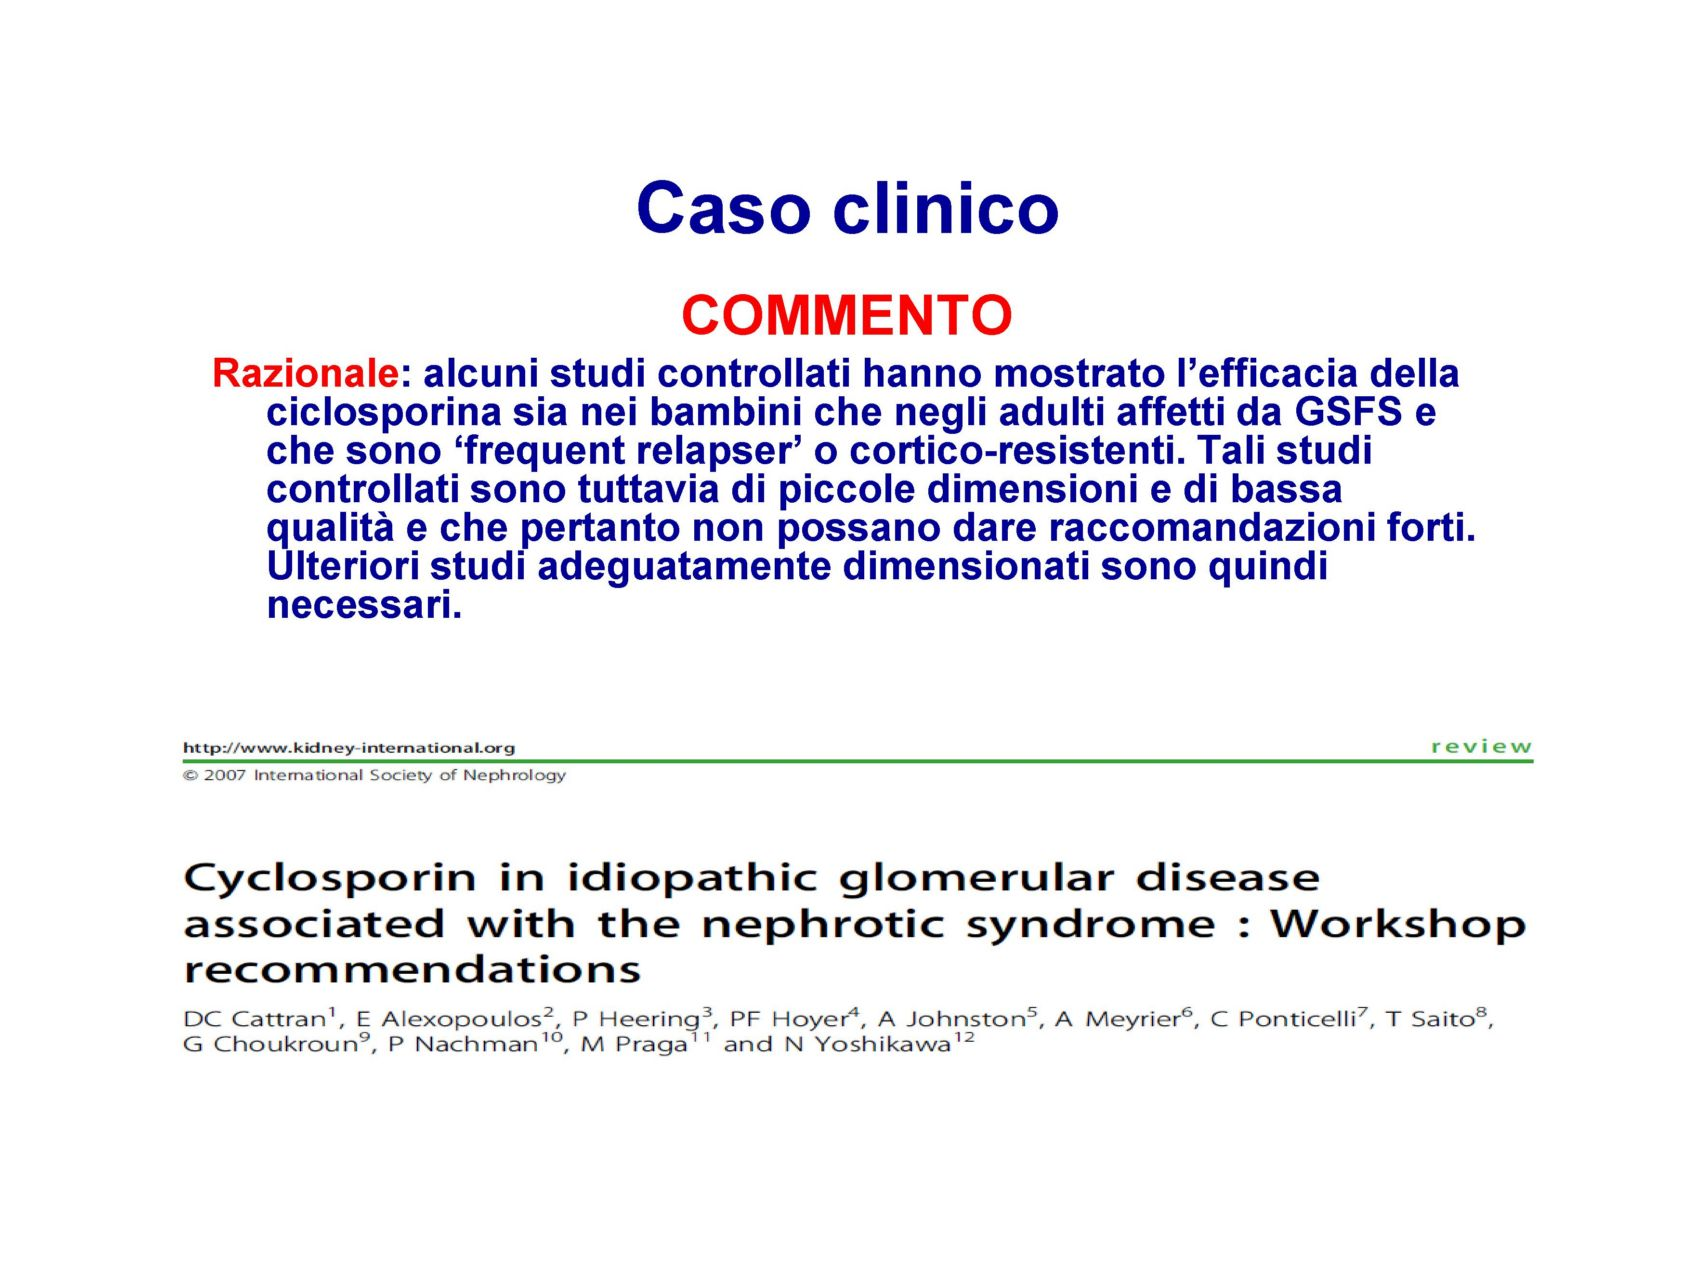 Caso clinico
COMMENTO
Razionale: alcuni studi controllati hanno mostrato l’efficacia della
ciclosporina sia nei bambini che negli adulti affetti da GSFS e
che sono ‘frequent relapser’ o cortico-resistenti. Tali studi
controllati sono tuttavia di piccole dimensioni e di bassa
qualità e che pertanto non possano dare raccomandazioni forti.
Ulteriori studi adeguatamente dimensionati sono quindi
necessari.
http://www.kidney-international.org review
© 2007 International Society of Nephrology
Cyclosporin in idiopathic glomerular disease
associated with the nephrotic syndrome : Workshop
recommendations
DC Cattran1, E Alexopoulos2, P Heering3, PF Hoyer4, A Johnston5, A Meyrier6, C Ponticelli7, T Saito8,
G Choukroun9, P Nachman10, M Praga11 and N Yoshikawa12